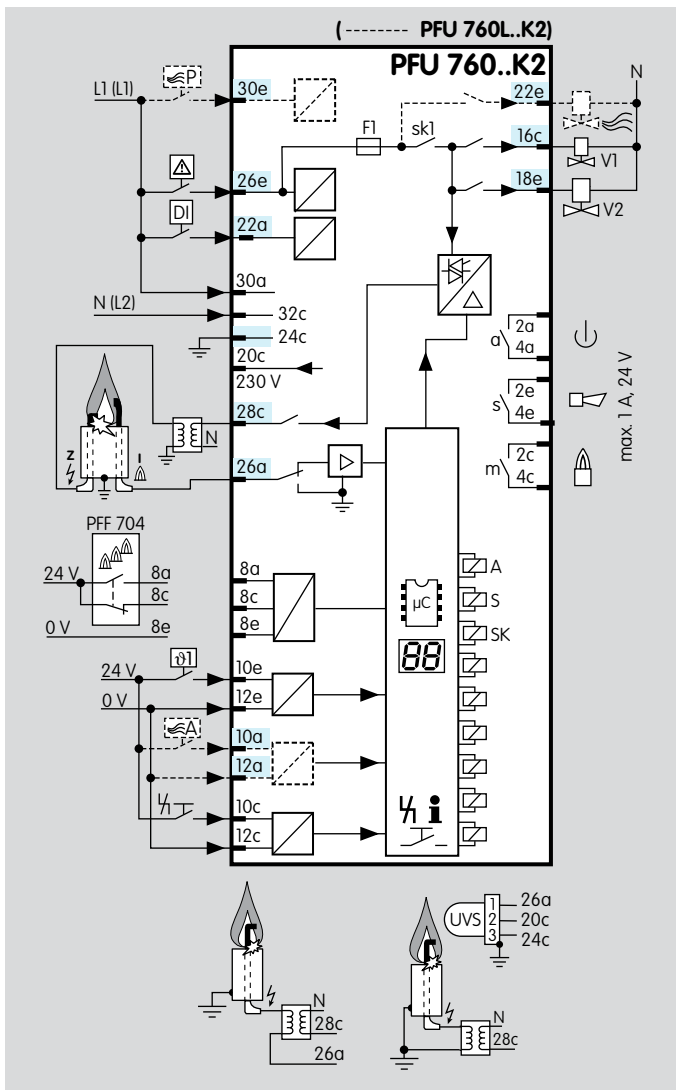 ( -------- PFU 760L..K2)
PFU 760..K2
L1 (L1)
P
30e
22e
N
F1
sk1
16c
V1
26e
18e
V2
DI
22a
30a
N (L2)
32c
24c
20c
230 V
28c
N
z
I
26a
a
2a
4a
s
2e
4e
m
2c
4c
max. 1 A, 24 V
PFF 704
24 V
8a
8c
0 V
8e
8a
8c
8e
µC
88
A
S
SK
ϑ1
24 V
10e
0 V
12e
A
10a
12a
10c
12c
i
N
28c
26a
UVS
1
2
3
26a
20c
24c
N
28c